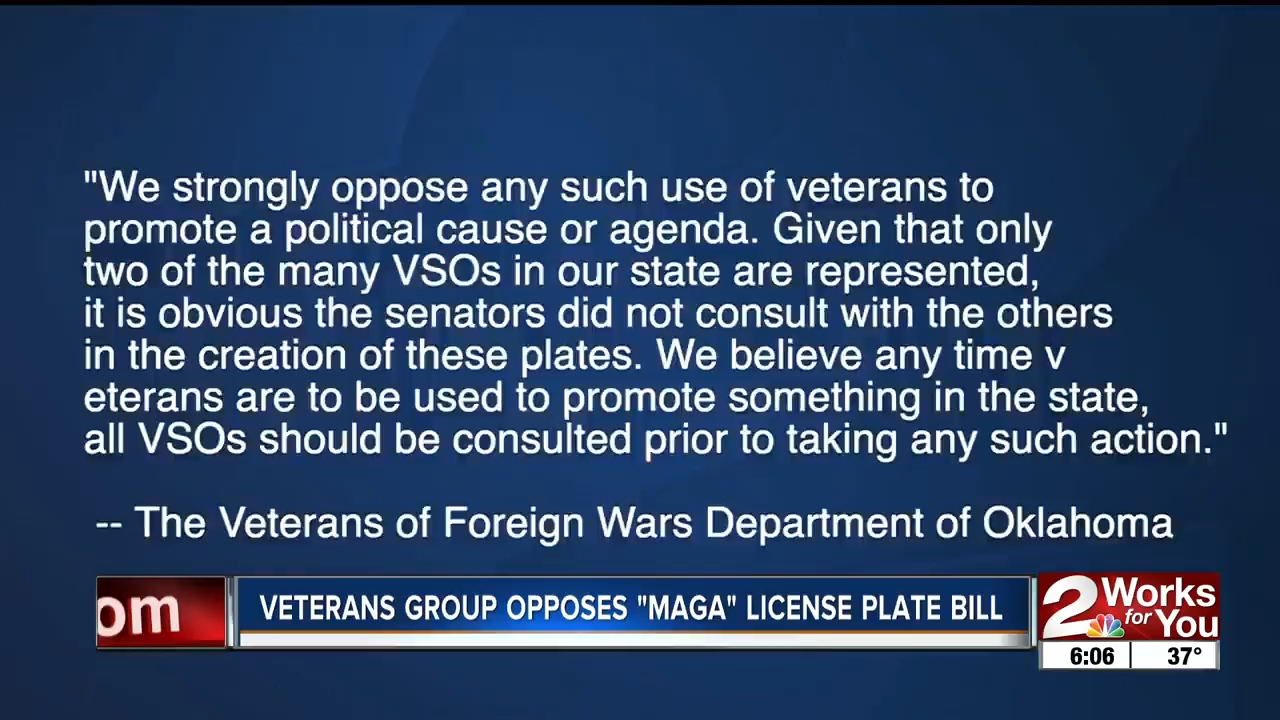 "We strongly oppose any such use of veterans to
promote a political cause or agenda. Given that only
two of the many VSOs in our state are represented,
it is obvious the senators did not consult with the others
in the creation of these plates. We believe any time v
eterans are to be used to promote something in the state,
all VSOs should be consulted prior to taking any such action."
-- The Veterans of Foreign Wars Department of Oklahoma
om
VETERANS GROUP OPPOSES "MAGA" LICENSE PLATE BILL
2 Works
for You
6:06 37°